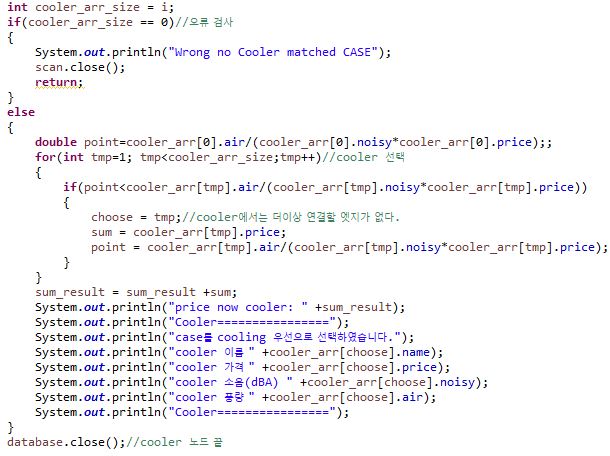 int cooler_arr_size = i;
if(cooler_arr_size == 0)//오류 검사
{
    System.out.println("Wrong no Cooler matched CASE");
    scan.close();
    return;
}
else
{
    double point=cooler_arr[0].air/(cooler_arr[0].noisy*cooler_arr[0].price);;
    for(int tmp=1; tmp<cooler_arr_size;tmp++)//cooler 선택
    {
        if(point<cooler_arr[tmp].air/(cooler_arr[tmp].noisy*cooler_arr[tmp].price))
        {
            choose = tmp;//cooler에서는 더이상 연결할 엣지가 없다.
            sum = cooler_arr[tmp].price;
            point = cooler_arr[tmp].air/(cooler_arr[tmp].noisy*cooler_arr[tmp].price);
        }
    }
    sum_result = sum_result +sum;
    System.out.println("price now cooler: " +sum_result);
    System.out.println("Cooler================");
    System.out.println("case를 cooling 우선으로 선택하였습니다.");
    System.out.println("cooler 이름 " +cooler_arr[choose].name);
    System.out.println("cooler 가격 " +cooler_arr[choose].price);
    System.out.println("cooler 소음(dBA) " +cooler_arr[choose].noisy);
    System.out.println("cooler 풍량 " +cooler_arr[choose].air);
    System.out.println("Cooler================");
}
database.close();//cooler 노드 끝